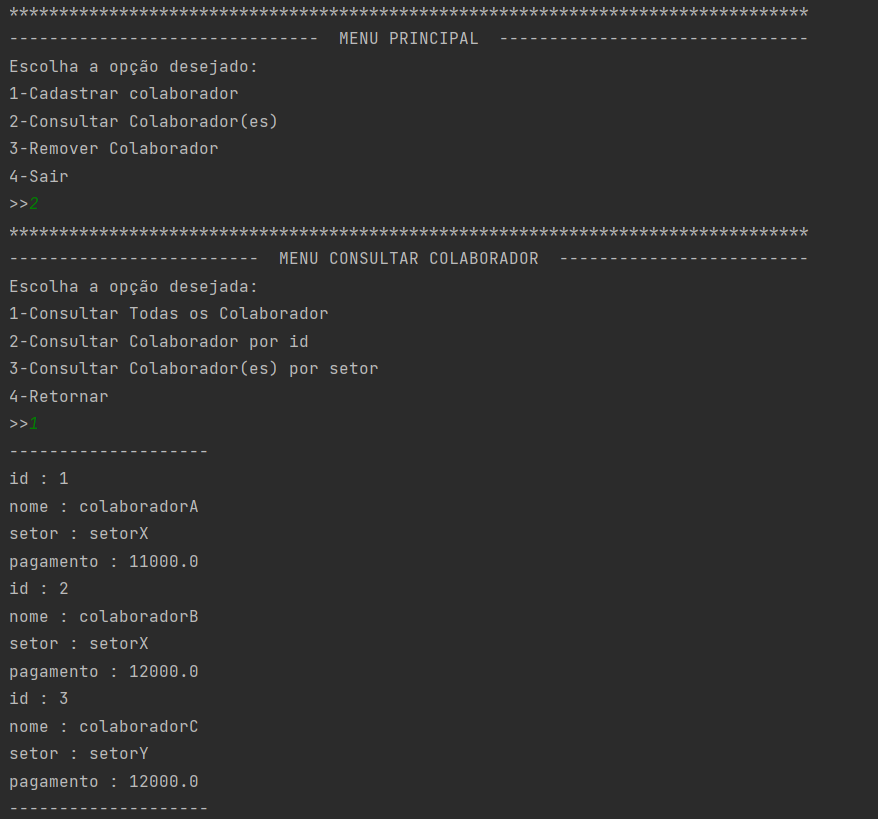 ********************************************************************************
-------------------------------  MENU PRINCIPAL  -------------------------------
Escolha a opção desejado:
1-Cadastrar colaborador
2-Consultar Colaborador(es)
3-Remover Colaborador
4-Sair
>>2
********************************************************************************
-------------------------  MENU CONSULTAR COLABORADOR  -------------------------
Escolha a opção desejada:
1-Consultar Todas os Colaborador
2-Consultar Colaborador por id
3-Consultar Colaborador(es) por setor
4-Retornar
>>1
--------------------
id : 1
nome : colaboradorA
setor : setorX
pagamento : 11000.0
id : 2
nome : colaboradorB
setor : setorX
pagamento : 12000.0
id : 3
nome : colaboradorC
setor : setorY
pagamento : 12000.0
--------------------